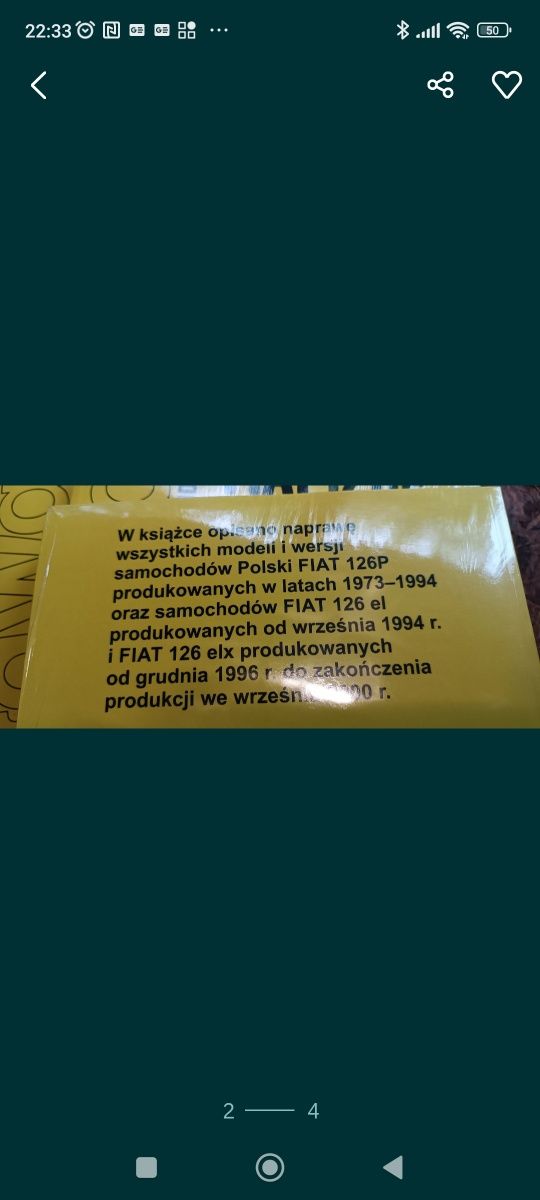 22:33
50
W książce opisano naprawę
wszystkich modeli i wersji
samochodów Polski FIAT 126P
produkowanych w latach 1973–1994
oraz samochodów FIAT 126 el
produkowanych od września 1994 r.
i FIAT 126 elx produkowanych
od grudnia 1996 r. do zakończenia
produkcji we r.
2 4